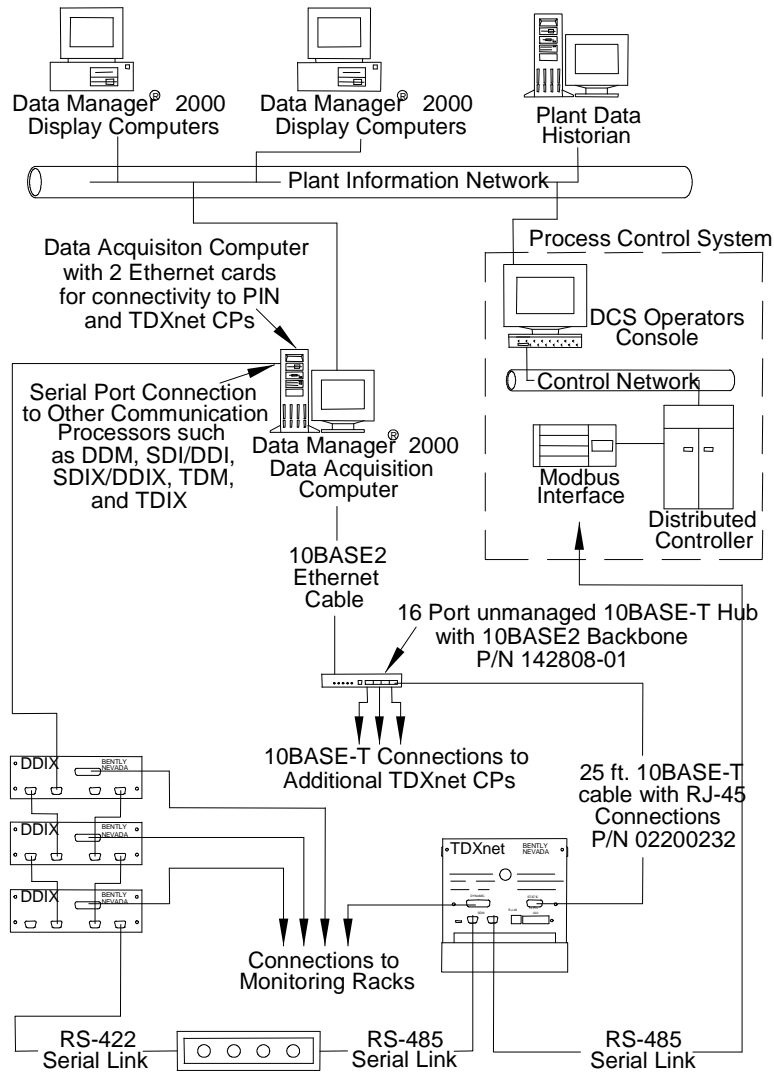 Data Manager® 2000
Display Computers
Data Manager® 2000
Display Computers
Plant Data
Historian
Plant Information Network
Data Acquisiton Computer
with 2 Ethernet cards
for connectivity to PIN
and TDXnet CPs
Process Control System
DCS Operators
Console
Control Network
Modbus
Interface
Distributed
Controller
Serial Port Connection
to Other Communication
Processors such
as DDM, SDI/DDI,
SDIX/DDIX, TDM,
and TDIX
Data Manager® 2000
Data Acquisition
Computer
10BASE2
Ethernet
Cable
16 Port unmanaged 10BASE-T Hub
with 10BASE2 Backbone
P/N 142808-01
10BASE-T Connections to
Additional TDXnet CPs
25 ft. 10BASE-T
cable with RJ-45
Connections
P/N 02200232
DDIX
BENTLY
NEVADA
DDIX
BENTLY
NEVADA
DDIX
BENTLY
NEVADA
TDXnet
BENTLY
NEVADA
Connections to
Monitoring Racks
RS-422
Serial Link
RS-485
Serial Link
RS-485
Serial Link